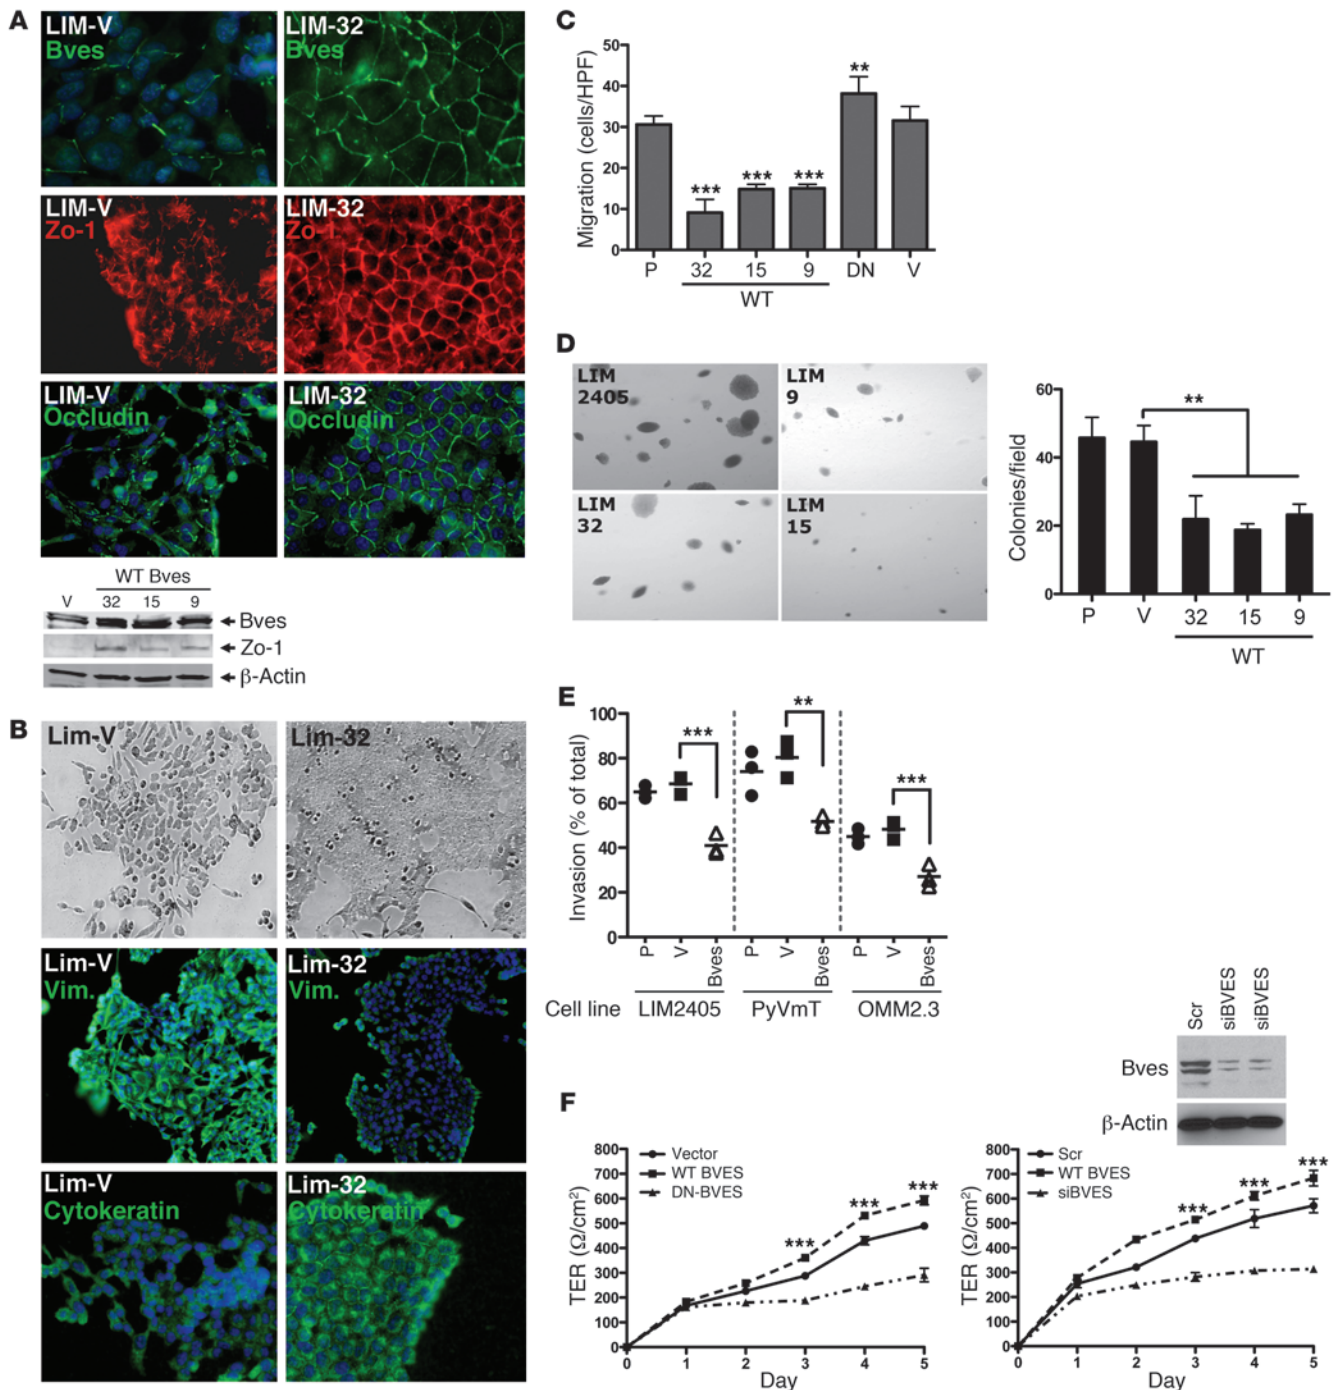 A
LIM-V
Bves
LIM-32
Bves
LIM-V
Zo-1
LIM-32
Zo-1
LIM-V
Occludin
LIM-32
Occludin
WT Bves
V 32 15 9
Bves
Zo-1
β-Actin
B
Lim-V
Lim-32
Lim-V
Vim.
Lim-32
Vim.
Lim-V
Cytokeratin
Lim-32
Cytokeratin
C
Migration (cells/HPF)
50
40
30
20
10
0
***
***
***
**
P 32 15 9 DN V
WT
D
LIM
2405
LIM
9
LIM
32
LIM
15
Colonies/field
60
40
20
0
**
P V 32 15 9
WT
E
Invasion (% of total)
100
80
60
40
20
0
***
**
***
P V Bves P V Bves P V Bves
Cell line LIM2405 PyVmT OMM2.3
F
TER (Ω/cm²)
800
700
600
500
400
300
200
100
0
Vector
WT BVES
DN-BVES
***
***
***
0 1 2 3 4 5
Day
Scr siBVES siBVES
Bves
β-Actin
TER (Ω/cm²)
800
700
600
500
400
300
200
100
0
Scr
WT BVES
siBVES
***
***
***
0 1 2 3 4 5
Day